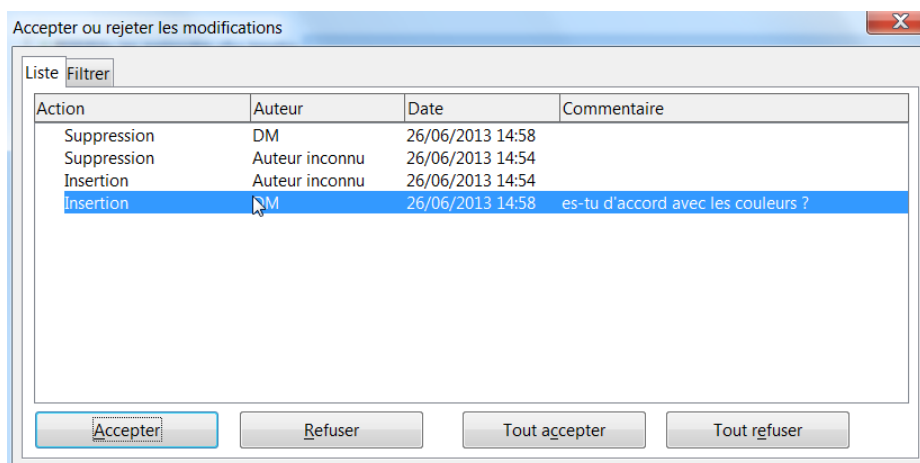 Accepter ou rejeter les modifications
Liste Filtrer
Action Auteur Date Commentaire
Suppression DM 26/06/2013 14:58
Suppression Auteur inconnu 26/06/2013 14:54
Insertion Auteur inconnu 26/06/2013 14:54
Insertion DM 26/06/2013 14:58 es-tu d'accord avec les couleurs ?
Accepter Refuser Tout accepter Tout refuser